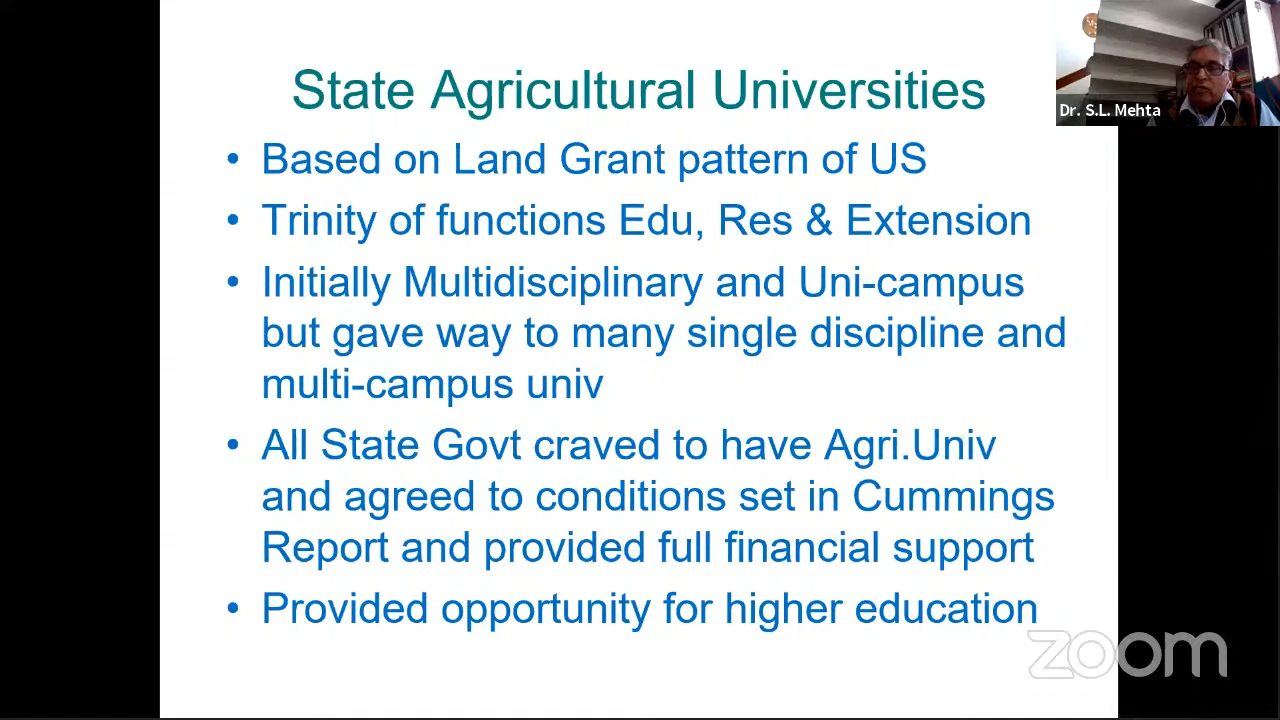 State Agricultural Universities
Dr. S.L. Mehta
• Based on Land Grant pattern of US
• Trinity of functions Edu, Res & Extension
• Initially Multidisciplinary and Uni-campus
but gave way to many single discipline and
multi-campus univ
• All State Govt craved to have Agri.Univ
and agreed to conditions set in Cummings
Report and provided full financial support
• Provided opportunity for higher education
zoom